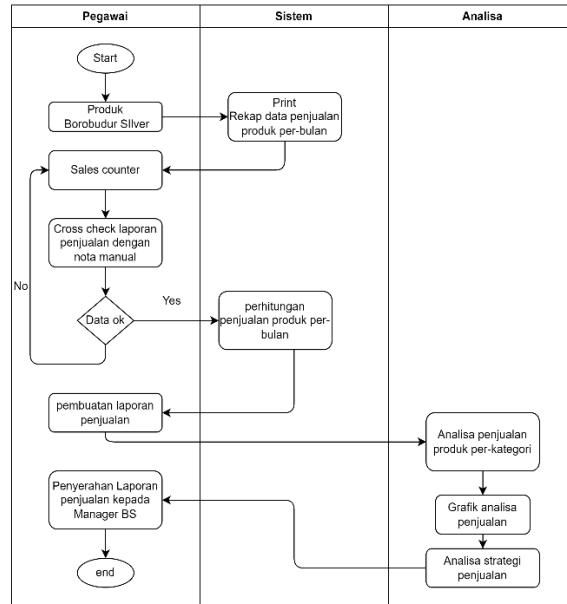 Pegawai
Sistem
Analisa
Start
Produk
Borobudur SIlver
Print
Rekap data penjualan
produk per-bulan
Sales counter
Cross check laporan
penjualan dengan
nota manual
No
Data ok
Yes
perhitungan
penjualan produk per-
bulan
pembuatan laporan
penjualan
Analisa penjualan
produk per-kategori
Grafik analisa
penjualan
Analisa strategi
penjualan
Penyerahan Laporan
penjualan kepada
Manager BS
end